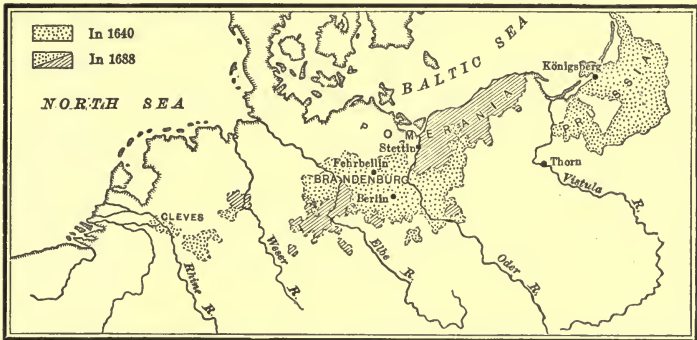 In 1640
In 1688
NORTH SEA
BALTIC SEA
Königsberg
PRUSSIA
POMERANIA
Stettin
Fehrbellin
BRANDENBURG
Berlin
Thorn
Vistula R.
CLEVES
Rhine R.
Weser R.
Elbe R.
Oder R.